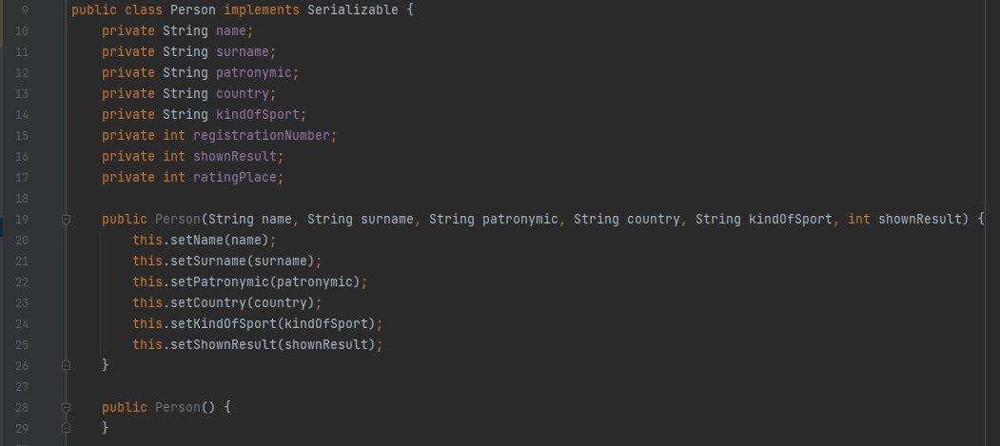 9 public class Person implements Serializable {
10 private String name;
11 private String surname;
12 private String patronymic;
13 private String country;
14 private String kindOfSport;
15 private int registrationNumber;
16 private int shownResult;
17 private int ratingPlace;
18
19 public Person(String name, String surname, String patronymic, String country, String kindOfSport, int shownResult) {
20 this.setName(name);
21 this.setSurname(surname);
22 this.setPatronymic(patronymic);
23 this.setCountry(country);
24 this.setKindOfSport(kindOfSport);
25 this.setShownResult(shownResult);
26 }
27
28 public Person() {
29 }